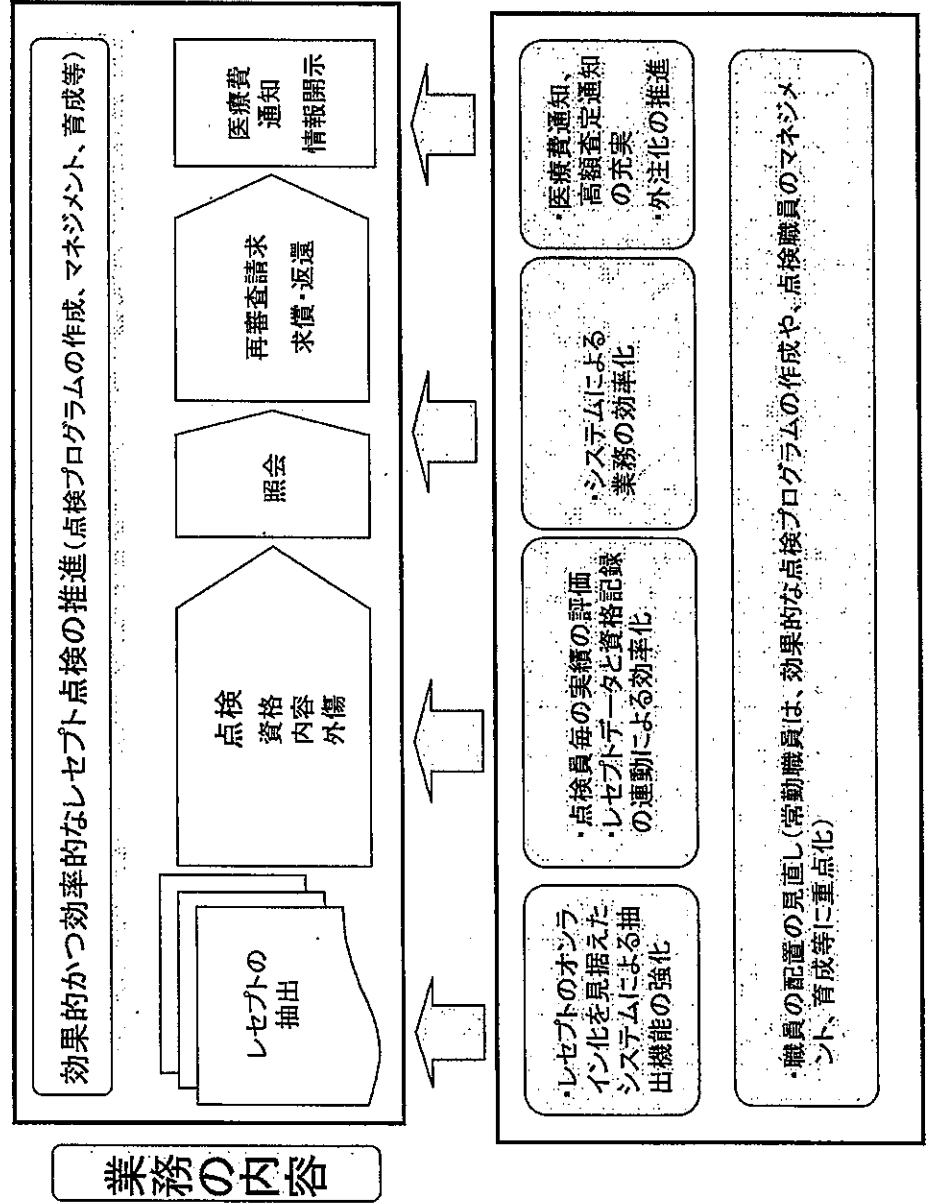 業務の内容
効果的かつ効率的なレセプト点検の推進(点検プログラムの作成、マネジメント、育成等)
レセプトの
抽出
点検
資格
内容
外傷
照会
再審査請求
求償・返還
医療費
通知
情報開示
・レセプトのオンラ
イン化を見据えた
システムによる抽
出機能の強化
・点検員毎の実績の評価
・レセプトデータと資格記録
の連動による効率化
・システムによる
業務の効率化
・医療費通知、
高額査定通知
の充実
・外注化の推進
・職員の配置の見直し(常勤職員は、効果的な点検プログラムの作成や、点検職員のマネジメ
ント、育成等に重点化)